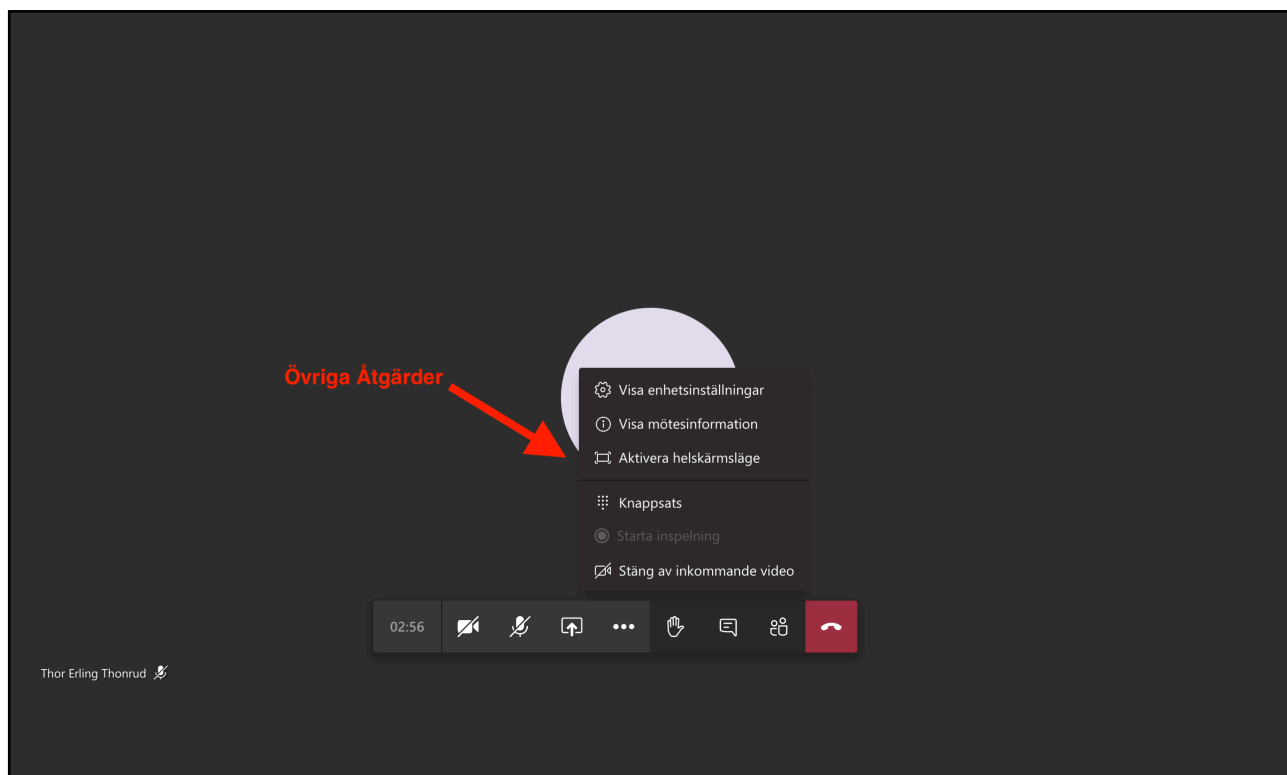 Övriga Åtgärder
Visa enhetsinställningar
Visa mötesinformation
Aktivera helskärmsläge
Knappsats
Starta inspelning
Stäng av inkommande video
02:56
Thor Erling Thonrud